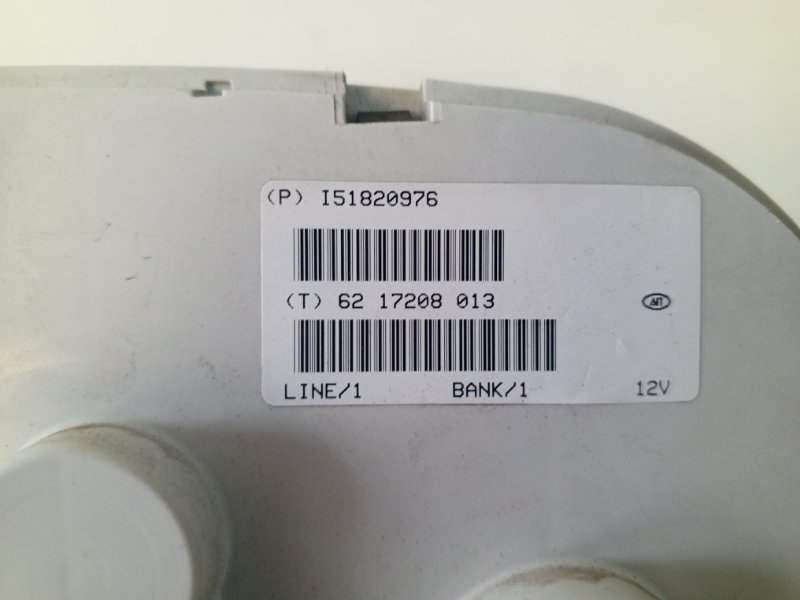 (P) I51820976
(T) 62 17208 013
LINE/1 BANK/1 12V